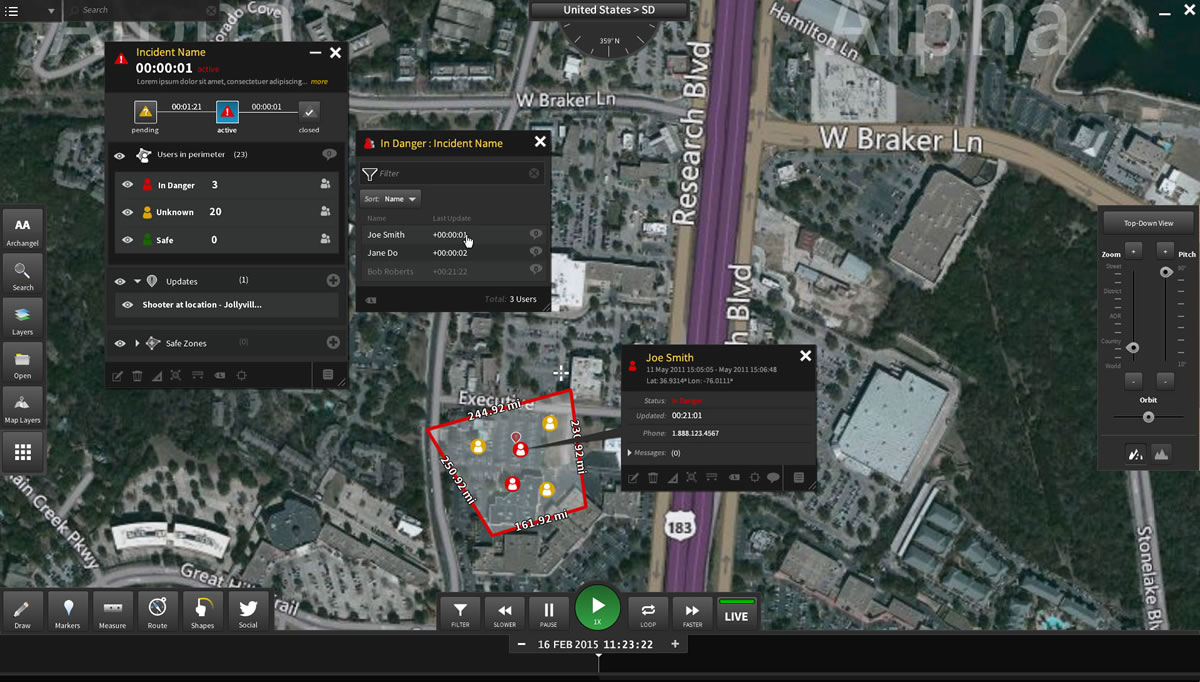 Search
United States > SD
359° N
Alpha
Hamilton Ln
Incident Name
00:00:01 active
Lorem ipsum dolor sit amet, consectetuer adipiscing... more
00:01:21
00:00:01
pending
active
closed
Users in perimeter (23)
In Danger 3
Unknown 20
Safe 0
Updates (1)
Shooter at location - Jollyvill...
Safe Zones (0)
In Danger : Incident Name
Filter
Sort: Name
Name Last Update
Joe Smith +00:00:01
Jane Do +00:00:02
Bob Roberts +00:21:22
Total: 3 Users
W Braker Ln
W Braker Ln
Research Blvd
h Blvd
183
AA
Archangel
Search
Layers
Open
Map Layers
Top-Down View
Zoom
Pitch
Street
District
AOR
Country
World
90°
10°
Orbit
Joe Smith
11 May 2011 15:05:05 - May 2011 15:06:48
Lat: 36.9314° Lon: -76.0111°
Status: In Danger
Updated: 00:21:01
Phone: 1.888.123.4567
Messages: (0)
244.92 mi
230.92 mi
250.92 mi
161.92 mi
Creek Pkwy
Great Hill
rail
Stonelake Blv
Draw
Markers
Measure
Route
Shapes
Social
FILTER
SLOWER
PAUSE
1X
LOOP
FASTER
LIVE
16 FEB 2015 11:23:22